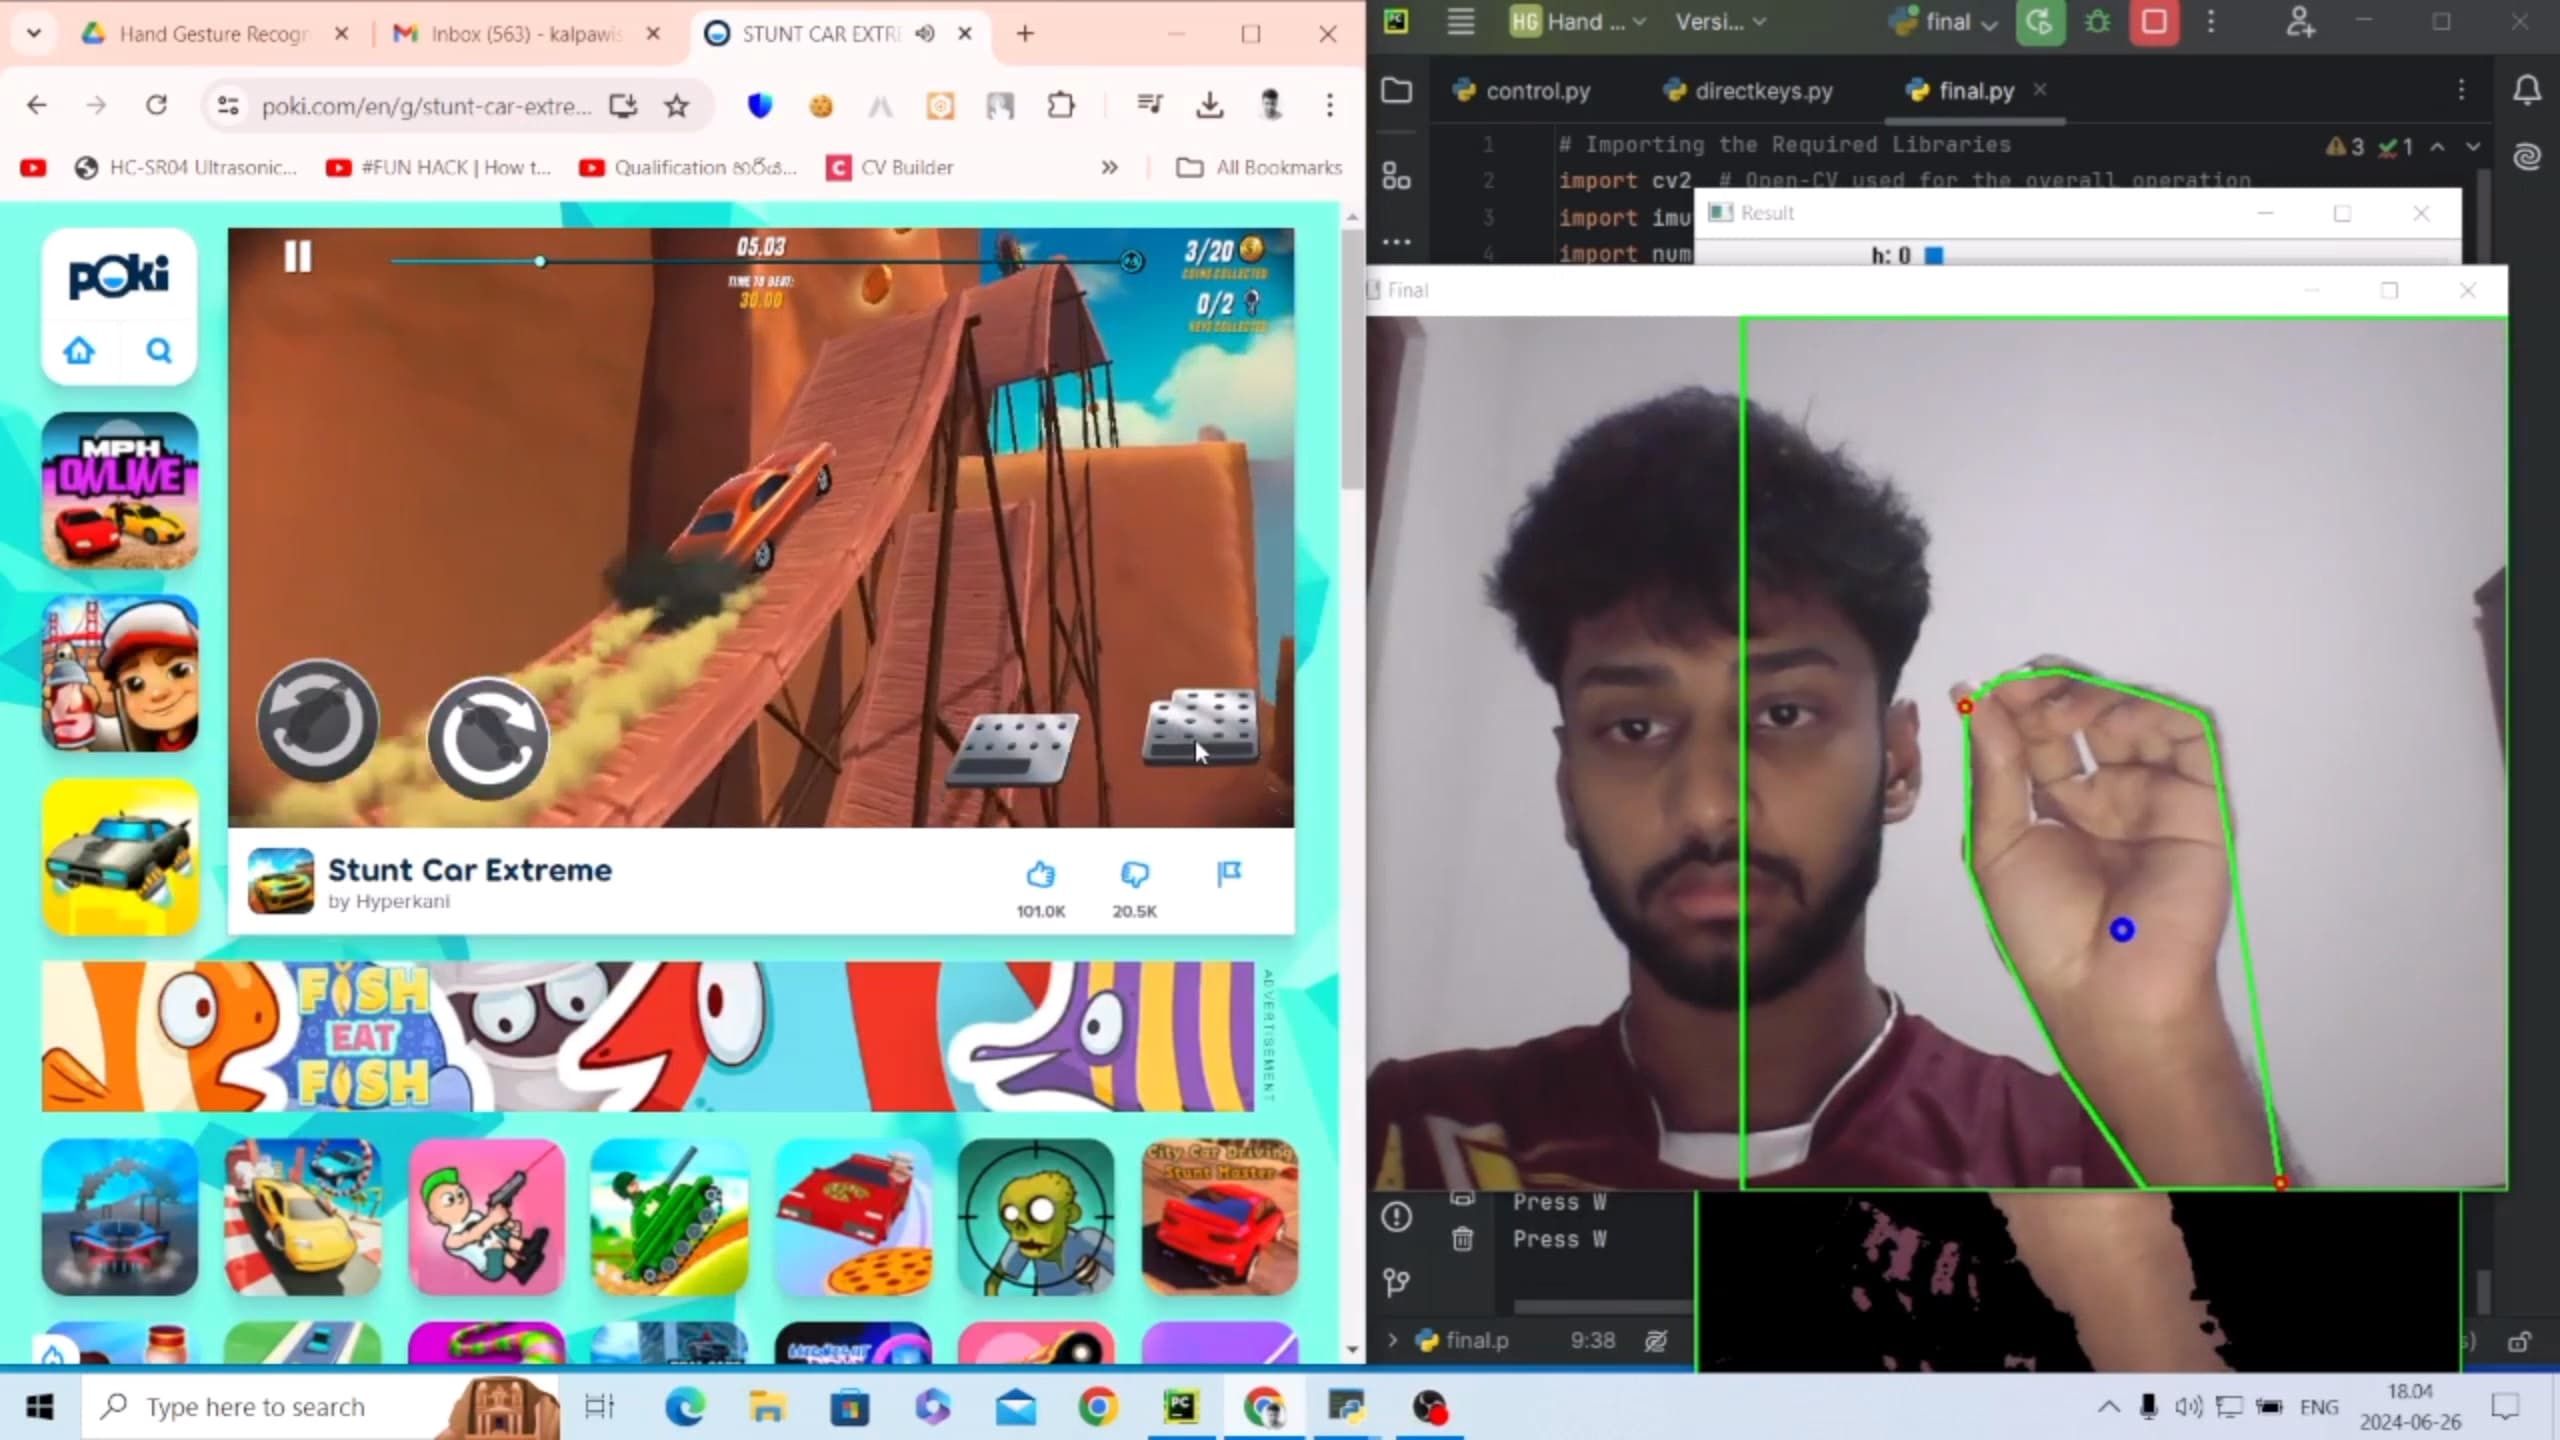 Hand Gesture Recogr
Inbox (563) - kalpawis
STUNT CAR EXTRE
poki.com/en/g/stunt-car-extre...
HC-SR04 Ultrasonic...
#FUN HACK | How t...
CV Builder
All Bookmarks
poki
05.03
TIME TO BEAT:
30.00
3/20
COINS COLLECTED
0/2
KEYS COLLECTED
MPH
ONLINE
Stunt Car Extreme
by Hyperkani
101.0K
20.5K
FISH
EAT
FISH
ADVERTISEMENT
City Car Driving
Stunt Master
HG Hand ...
Versi...
final
control.py
directkeys.py
final.py
3
1
1 # Importing the Required Libraries
2 import cv2 # Open-CV used for the overall operation
3 import imu
4 import num
Result
h: 0
Final
Press W
Press W
final.p
9:38
Type here to search
ENG
18.04
2024-06-26